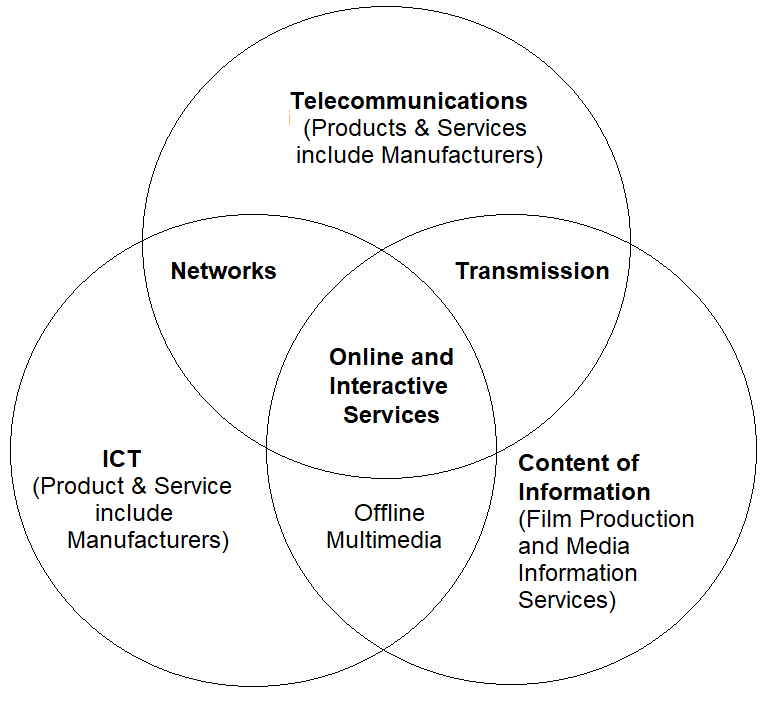 Telecommunications
(Products & Services
include Manufacturers)
Networks
Transmission
Online and
Interactive
Services
ICT
(Product & Service
include
Manufacturers)
Content of
Information
(Film Production
and Media
Information
Services)
Offline
Multimedia